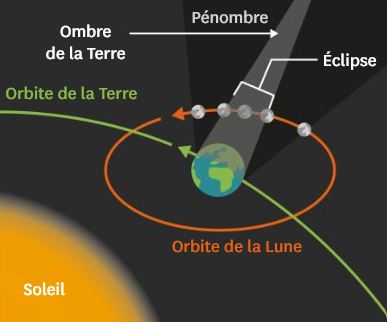 Pénombre
Ombre
de la Terre
Éclipse
Orbite de la Terre
Orbite de la Lune
Soleil